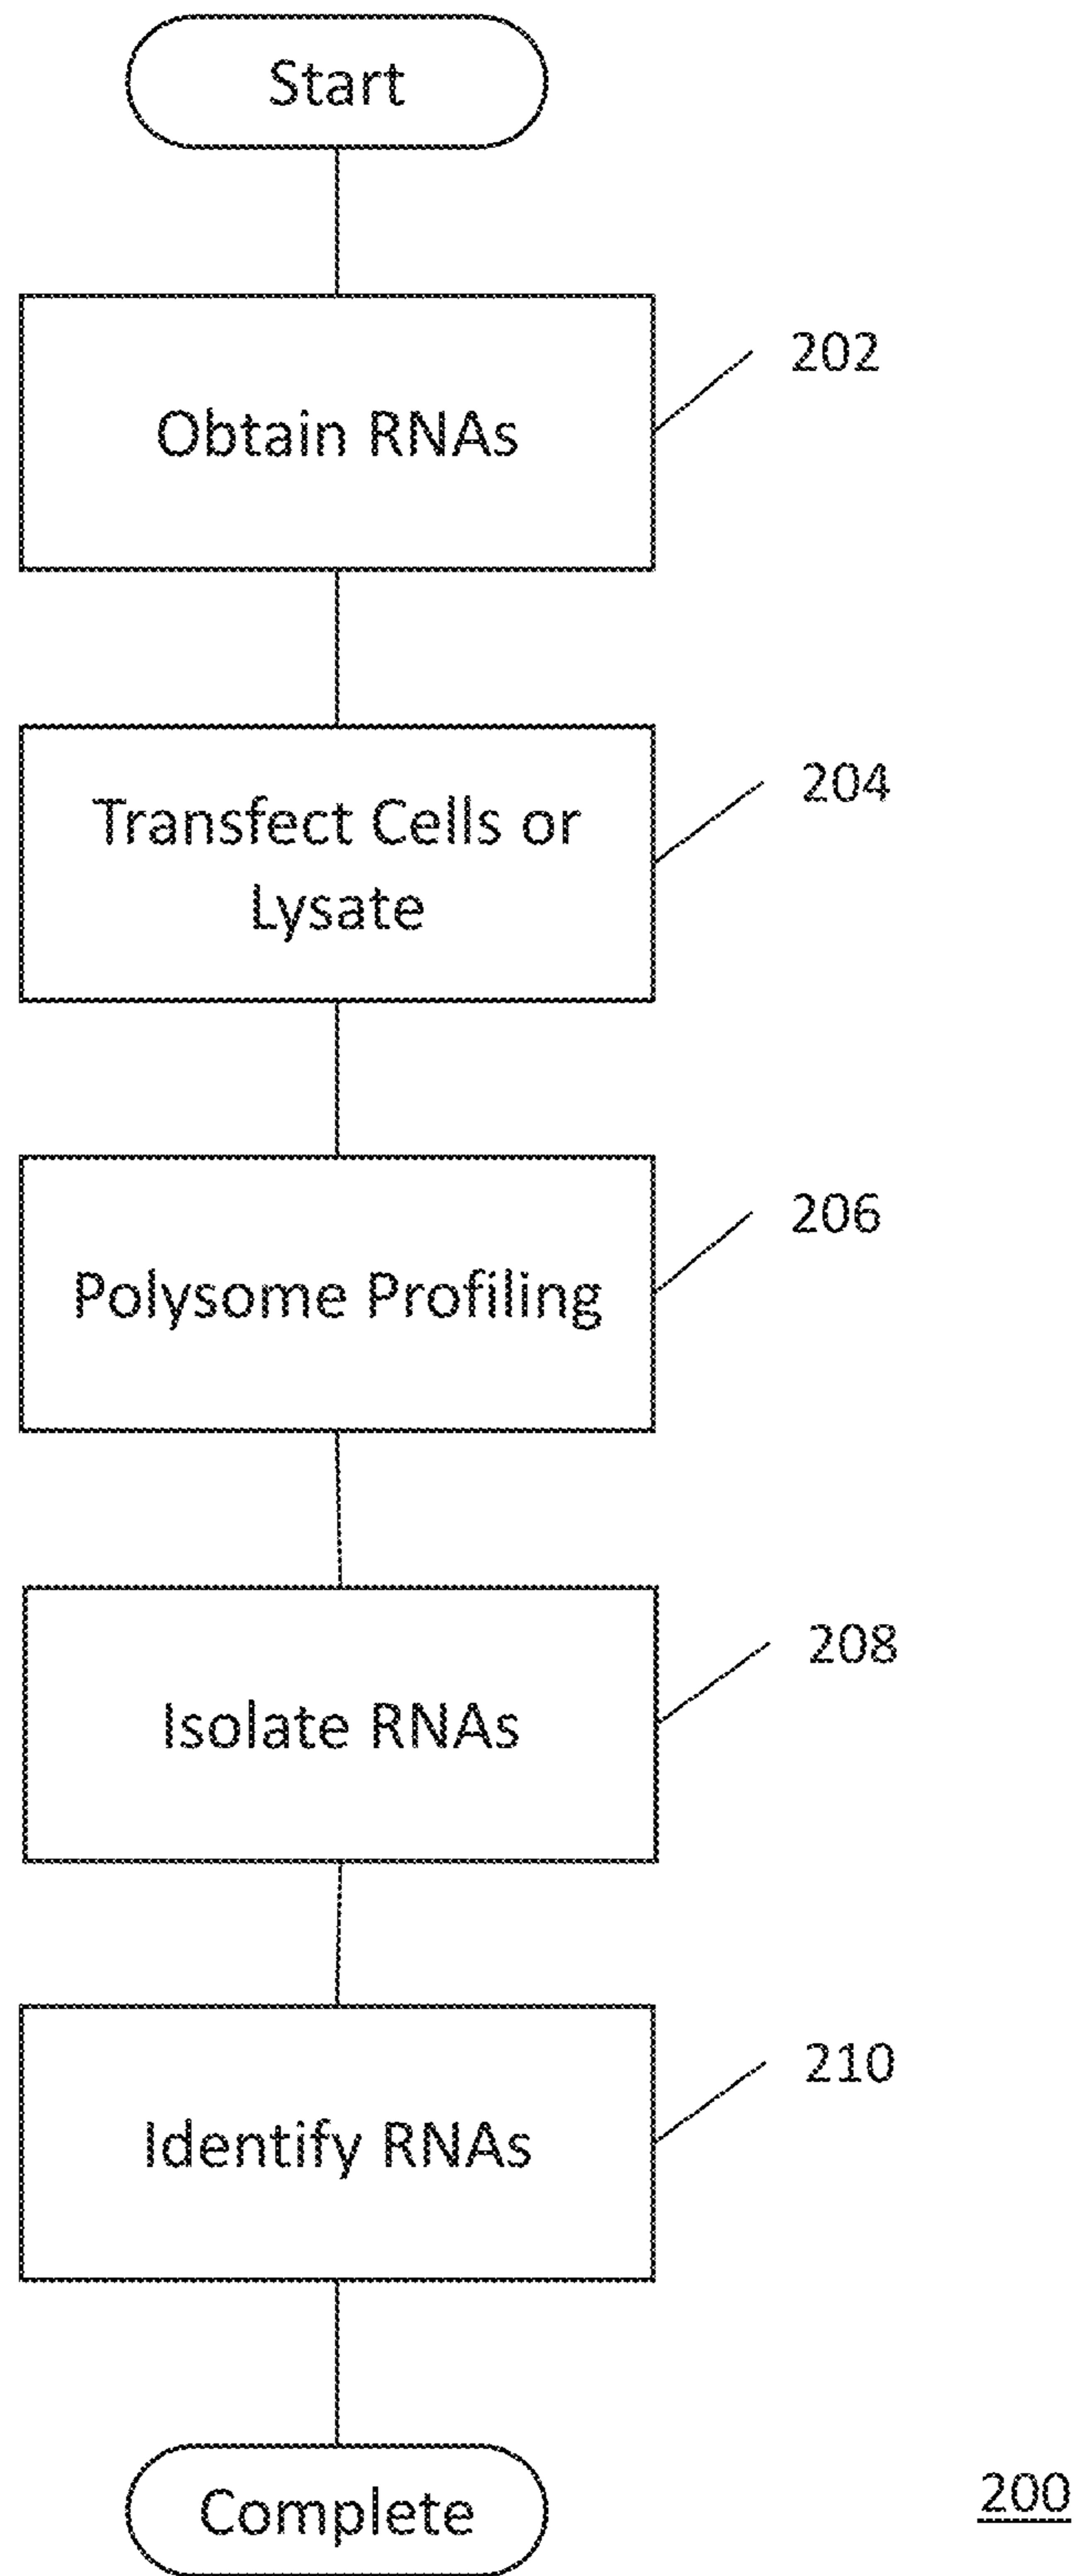 Start
202
Obtain RNAs
204
Transfect Cells or
Lysate
206
Polysome Profiling
208
Isolate RNAs
210
Identify RNAs
Complete
200